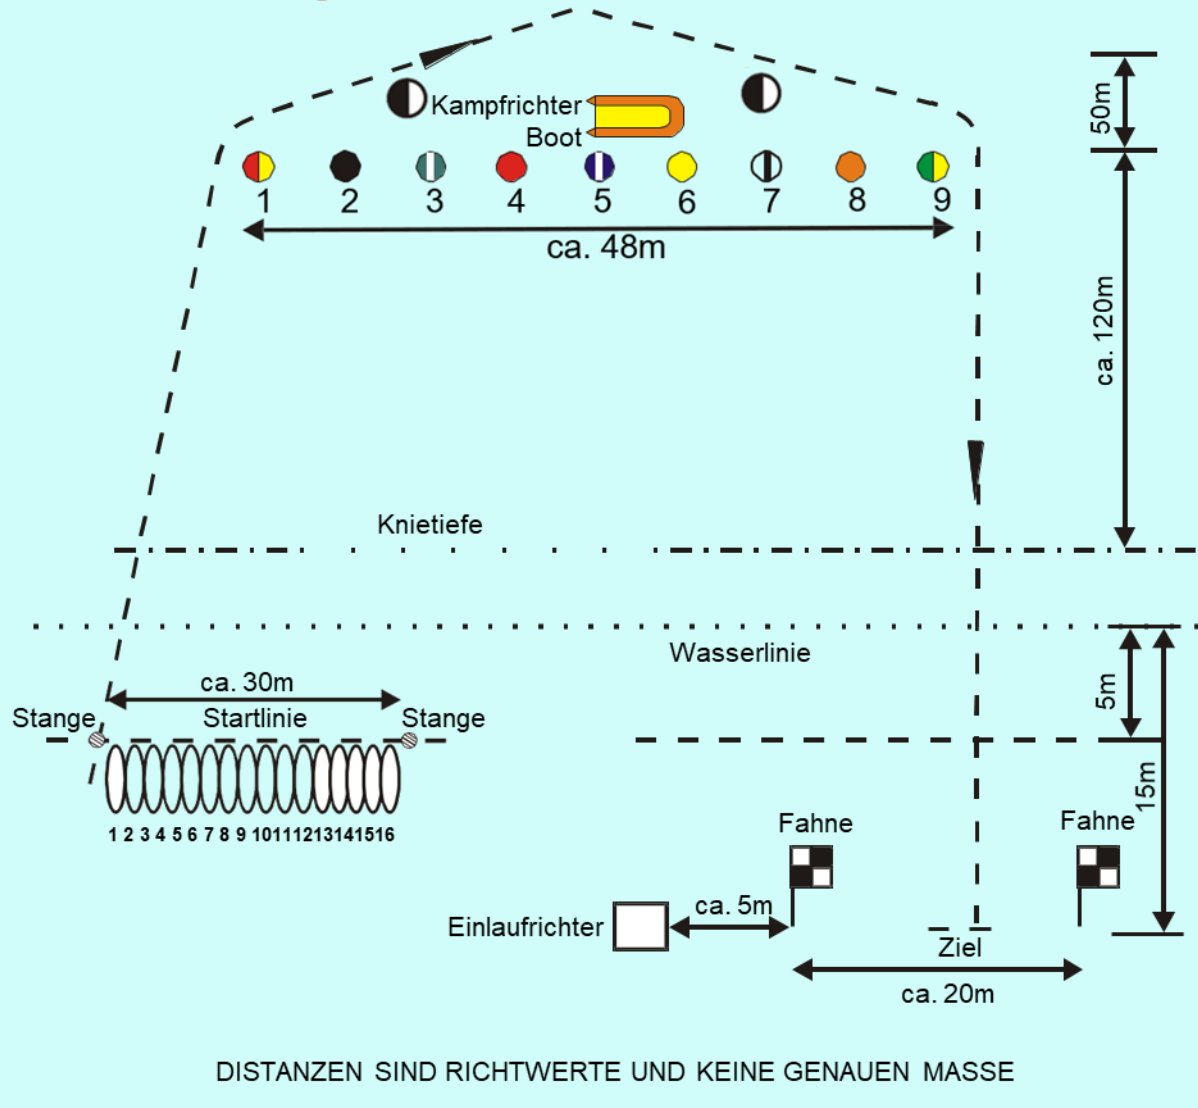 Kampfrichter
Boot
50m
1 2 3 4 5 6 7 8 9
ca. 48m
ca. 120m
Knietiefe
Wasserlinie
ca. 30m
5m
Stange Startlinie Stange
15m
1 2 3 4 5 6 7 8 9 10 11 12 13 14 15 16
Fahne Fahne
ca. 5m
Einlaufrichter
Ziel
ca. 20m
DISTANZEN SIND RICHTWERTE UND KEINE GENAUEN MASSE